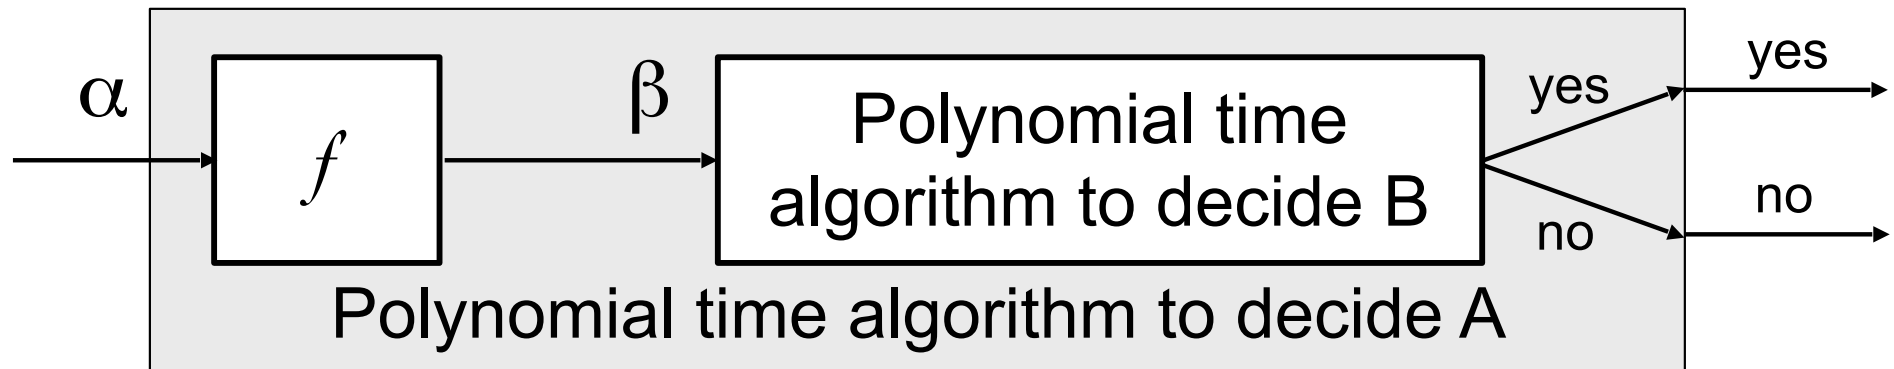 α
f
β
Polynomial time
algorithm to decide B
yes
no
yes
no
Polynomial time algorithm to decide A